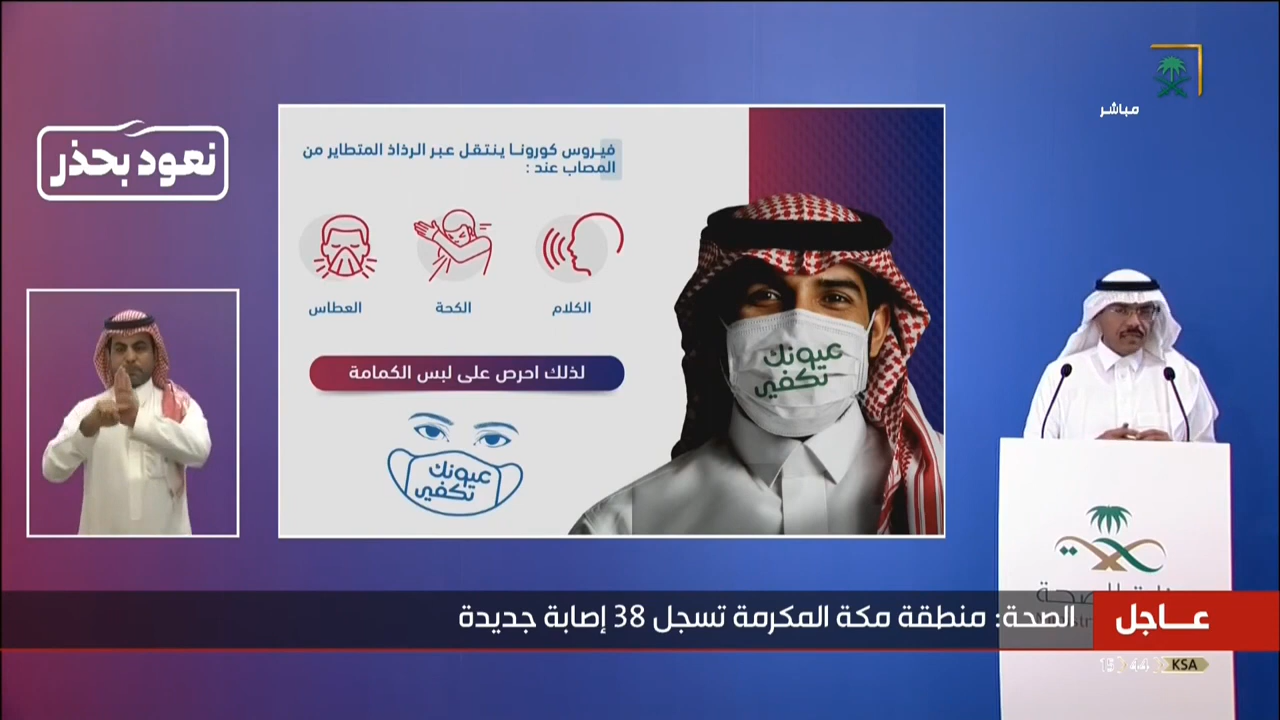 مباشر
نعود بحذر
فيروس كورونا ينتقل عبر الرذاذ المتطاير من
المصاب عند :
الكلام
الكحة
العطاس
لذلك احرص على لبس الكمامة
عيونك
تكفي
عيونك
تكفي
عاجل
الصحة: منطقة مكة المكرمة تسجل 38 إصابة جديدة
KSA